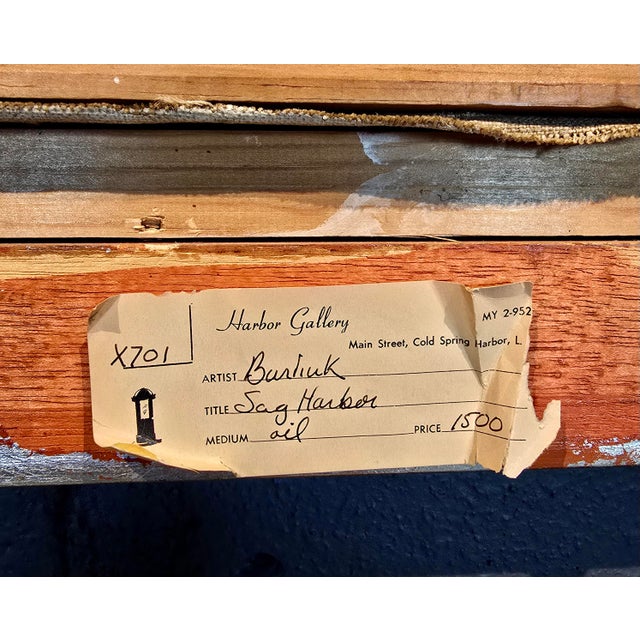 Harbor Gallery
MY 2-952
Main Street, Cold Spring Harbor, L.
X701
ARTIST Burliuk
TITLE Sag Harbor
MEDIUM oil PRICE 1500